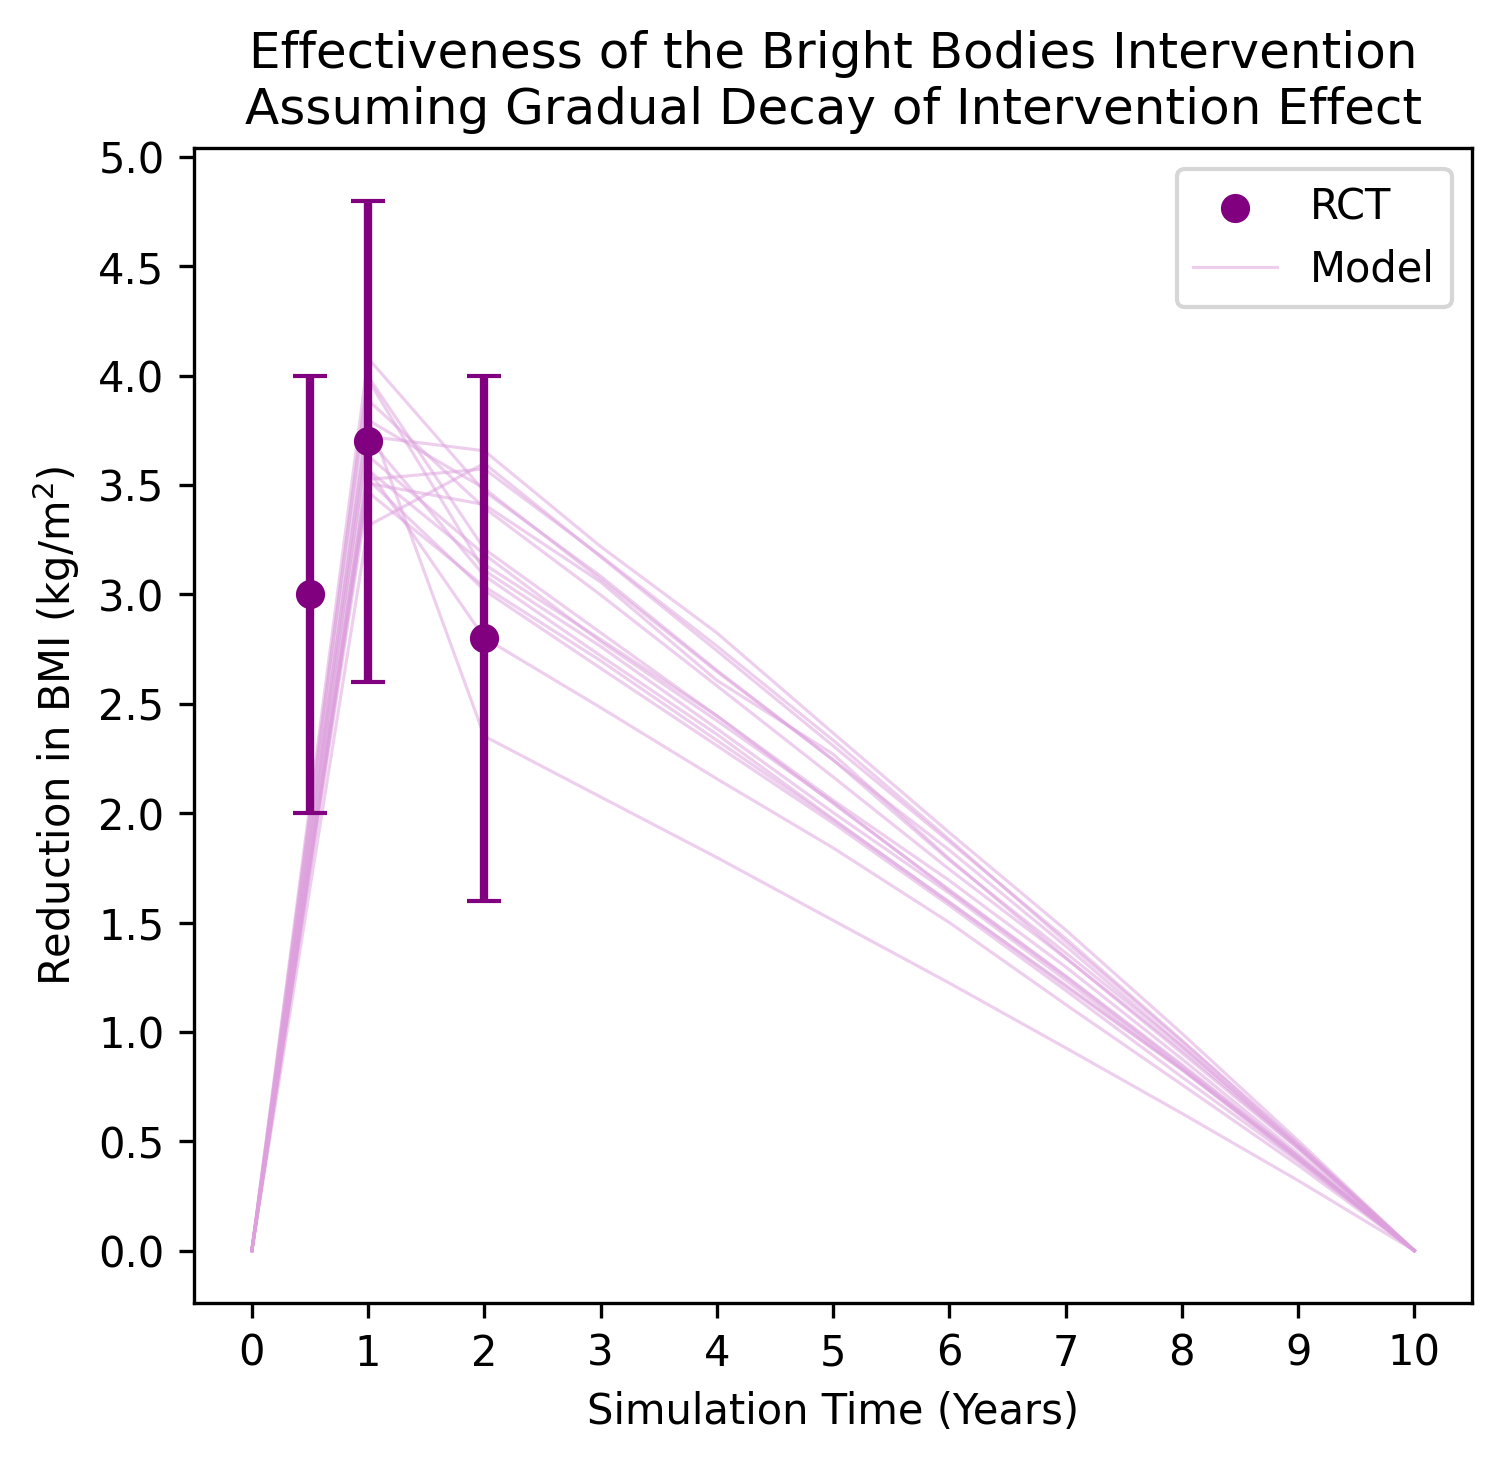 Effectiveness of the Bright Bodies Intervention
Assuming Gradual Decay of Intervention Effect
5.0
4.5
4.0
3.5
3.0
2.5
2.0
1.5
1.0
0.5
0.0
Reduction in BMI (kg/m²)
RCT
Model
0 1 2 3 4 5 6 7 8 9 10
Simulation Time (Years)